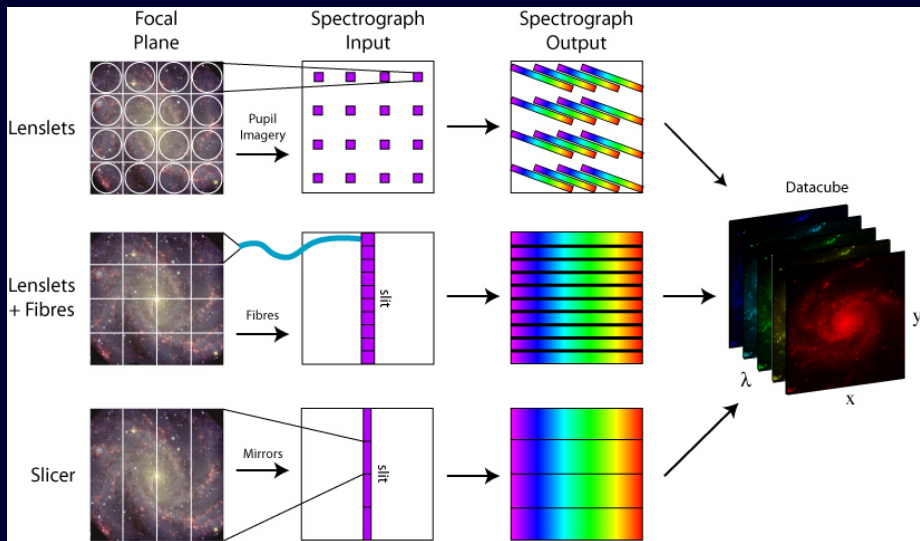 Focal
Plane
Spectrograph
Input
Spectrograph
Output
Lenslets
Pupil
Imagery
Datacube
Lenslets
+ Fibres
Fibres
slit
y
λ
x
Slicer
Mirrors
slit